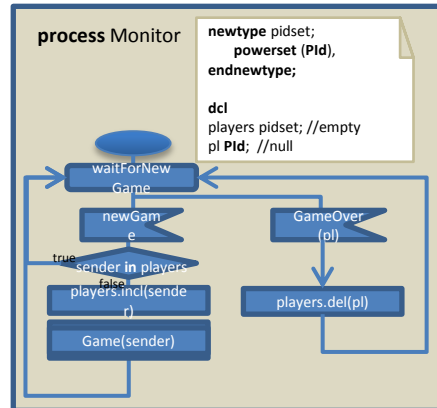 process Monitor
newtype pidset;
powerset (PId),
endnewtype;
dcl
players pidset; //empty
pl PId; //null
waitForNew
Game
newGam
e
GameOver
(pl)
true
sender in players
false
players.incl(sende
r)
players.del(pl)
Game(sender)